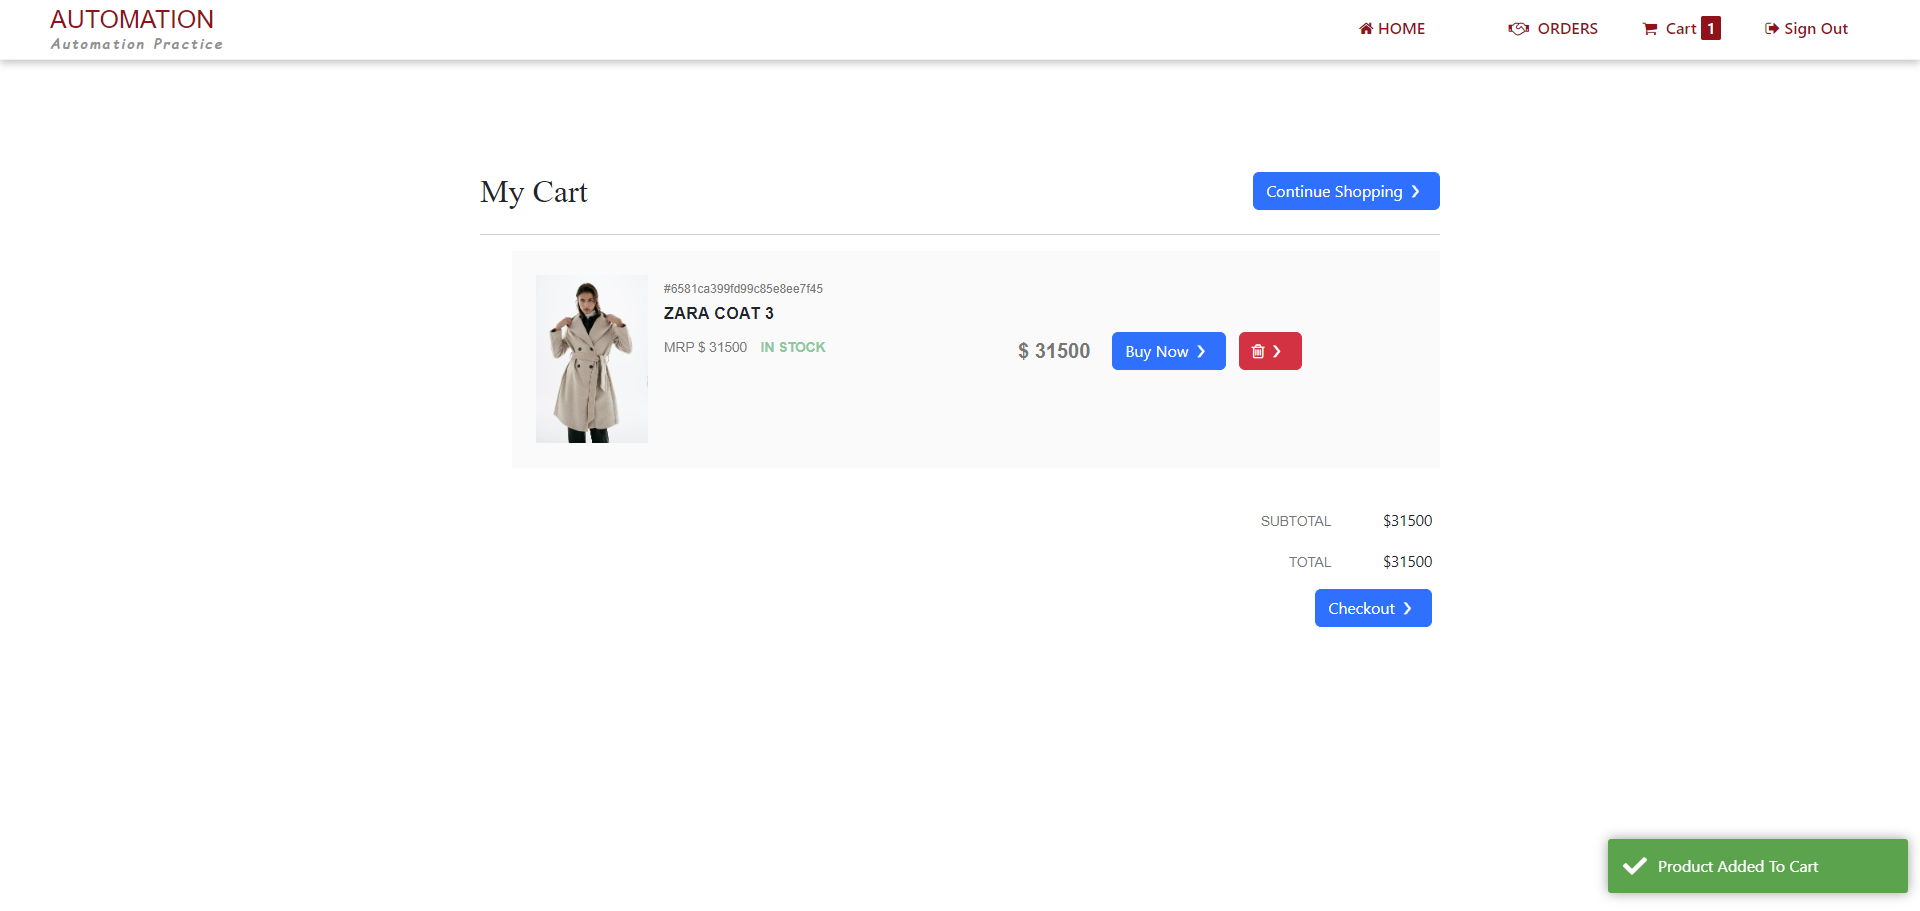 AUTOMATION
Automation Practice
HOME
ORDERS
Cart 1
Sign Out
My Cart
Continue Shopping
#6581ca399fd99c85e8ee7f45
ZARA COAT 3
MRP $ 31500 IN STOCK
$ 31500
Buy Now
SUBTOTAL $31500
TOTAL $31500
Checkout
Product Added To Cart